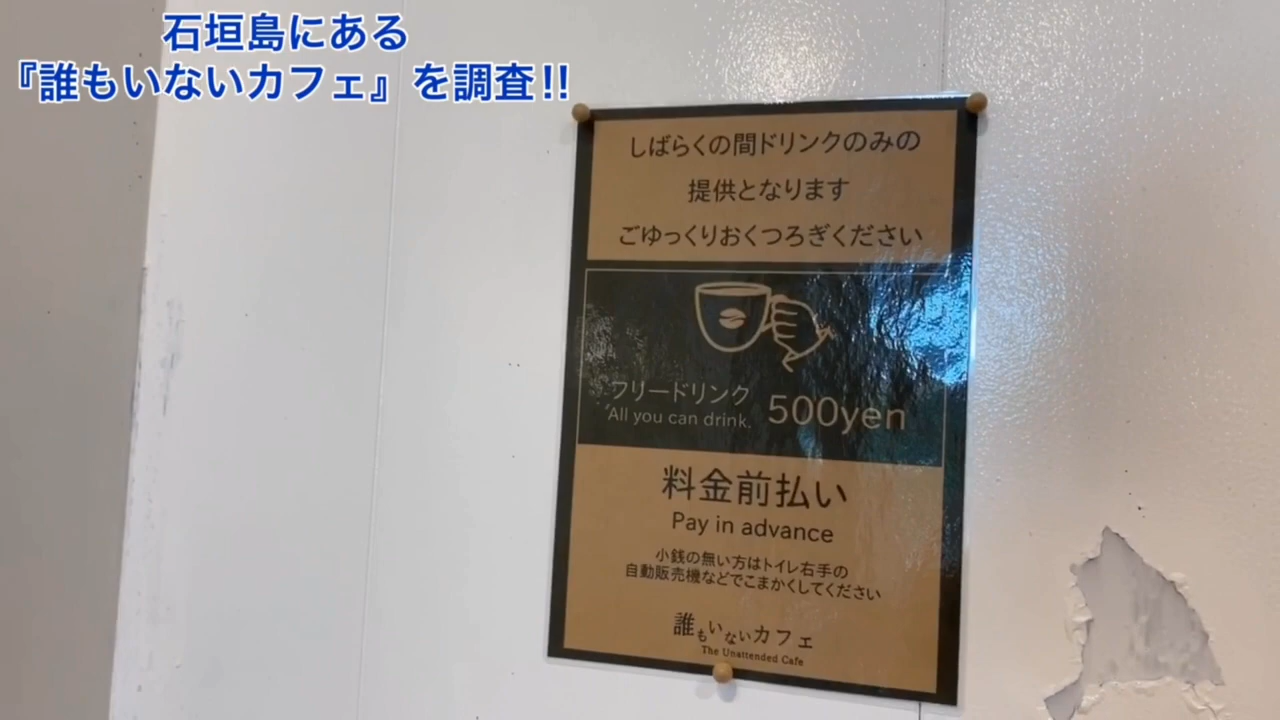 石垣島にある
『誰もいないカフェ』を調査!!
しばらくの間ドリンクのみの
提供となります
ごゆっくりおくつろぎください
フリードリンク
All you can drink.
500yen
料金前払い
Pay in advance
小銭の無い方はトイレ右手の
自動販売機などでこまかくしてください
誰もいないカフェ
The Unattended Cafe